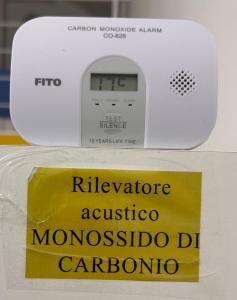 CARBON MONOXIDE ALARM
CO-828
FITO
17°C
TEST
SILENCE
10 YEARS LIFE TIME
Rilevatore
acustico
MONOSSIDO DI
CARBONIO